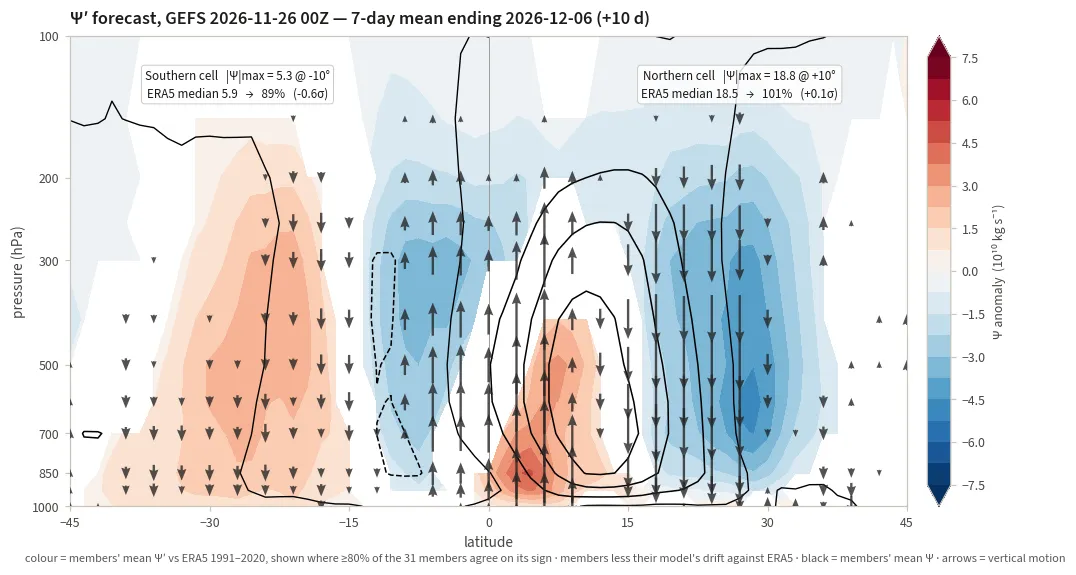 Ψ′ forecast, GEFS 2026-11-26 00Z — 7-day mean ending 2026-12-06 (+10 d)
Southern cell |Ψ|max = 5.3 @ -10°
ERA5 median 5.9 → 89% (-0.6σ)
Northern cell |Ψ|max = 18.8 @ +10°
ERA5 median 18.5 → 101% (+0.1σ)
pressure (hPa)
100
200
300
400
500
700
850
1000
−45
−30
−15
0
15
30
45
latitude
7.5
6.0
4.5
3.0
1.5
0.0
−1.5
−3.0
−4.5
−6.0
−7.5
Ψ anomaly (10¹⁰ kg s⁻¹)
colour = members' mean Ψ′ vs ERA5 1991–2020, shown where ≥80% of the 31 members agree on its sign · members less their model's drift against ERA5 · black = members' mean Ψ · arrows = vertical motion